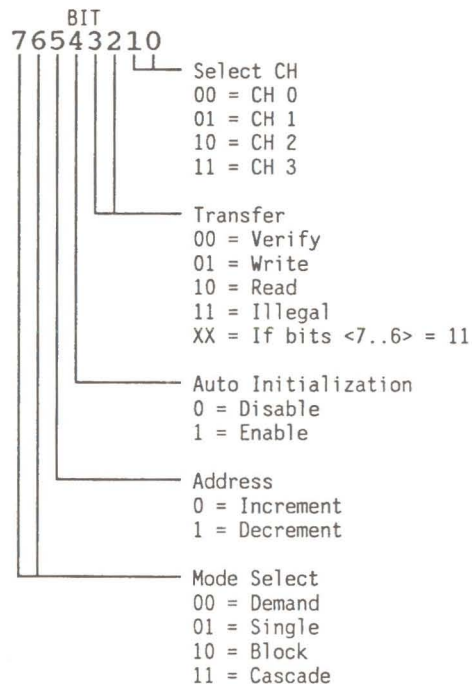 BIT
76543210
Select CH
00 = CH 0
01 = CH 1
10 = CH 2
11 = CH 3
Transfer
00 = Verify
01 = Write
10 = Read
11 = Illegal
XX = If bits <7..6> = 11
Auto Initialization
0 = Disable
1 = Enable
Address
0 = Increment
1 = Decrement
Mode Select
00 = Demand
01 = Single
10 = Block
11 = Cascade